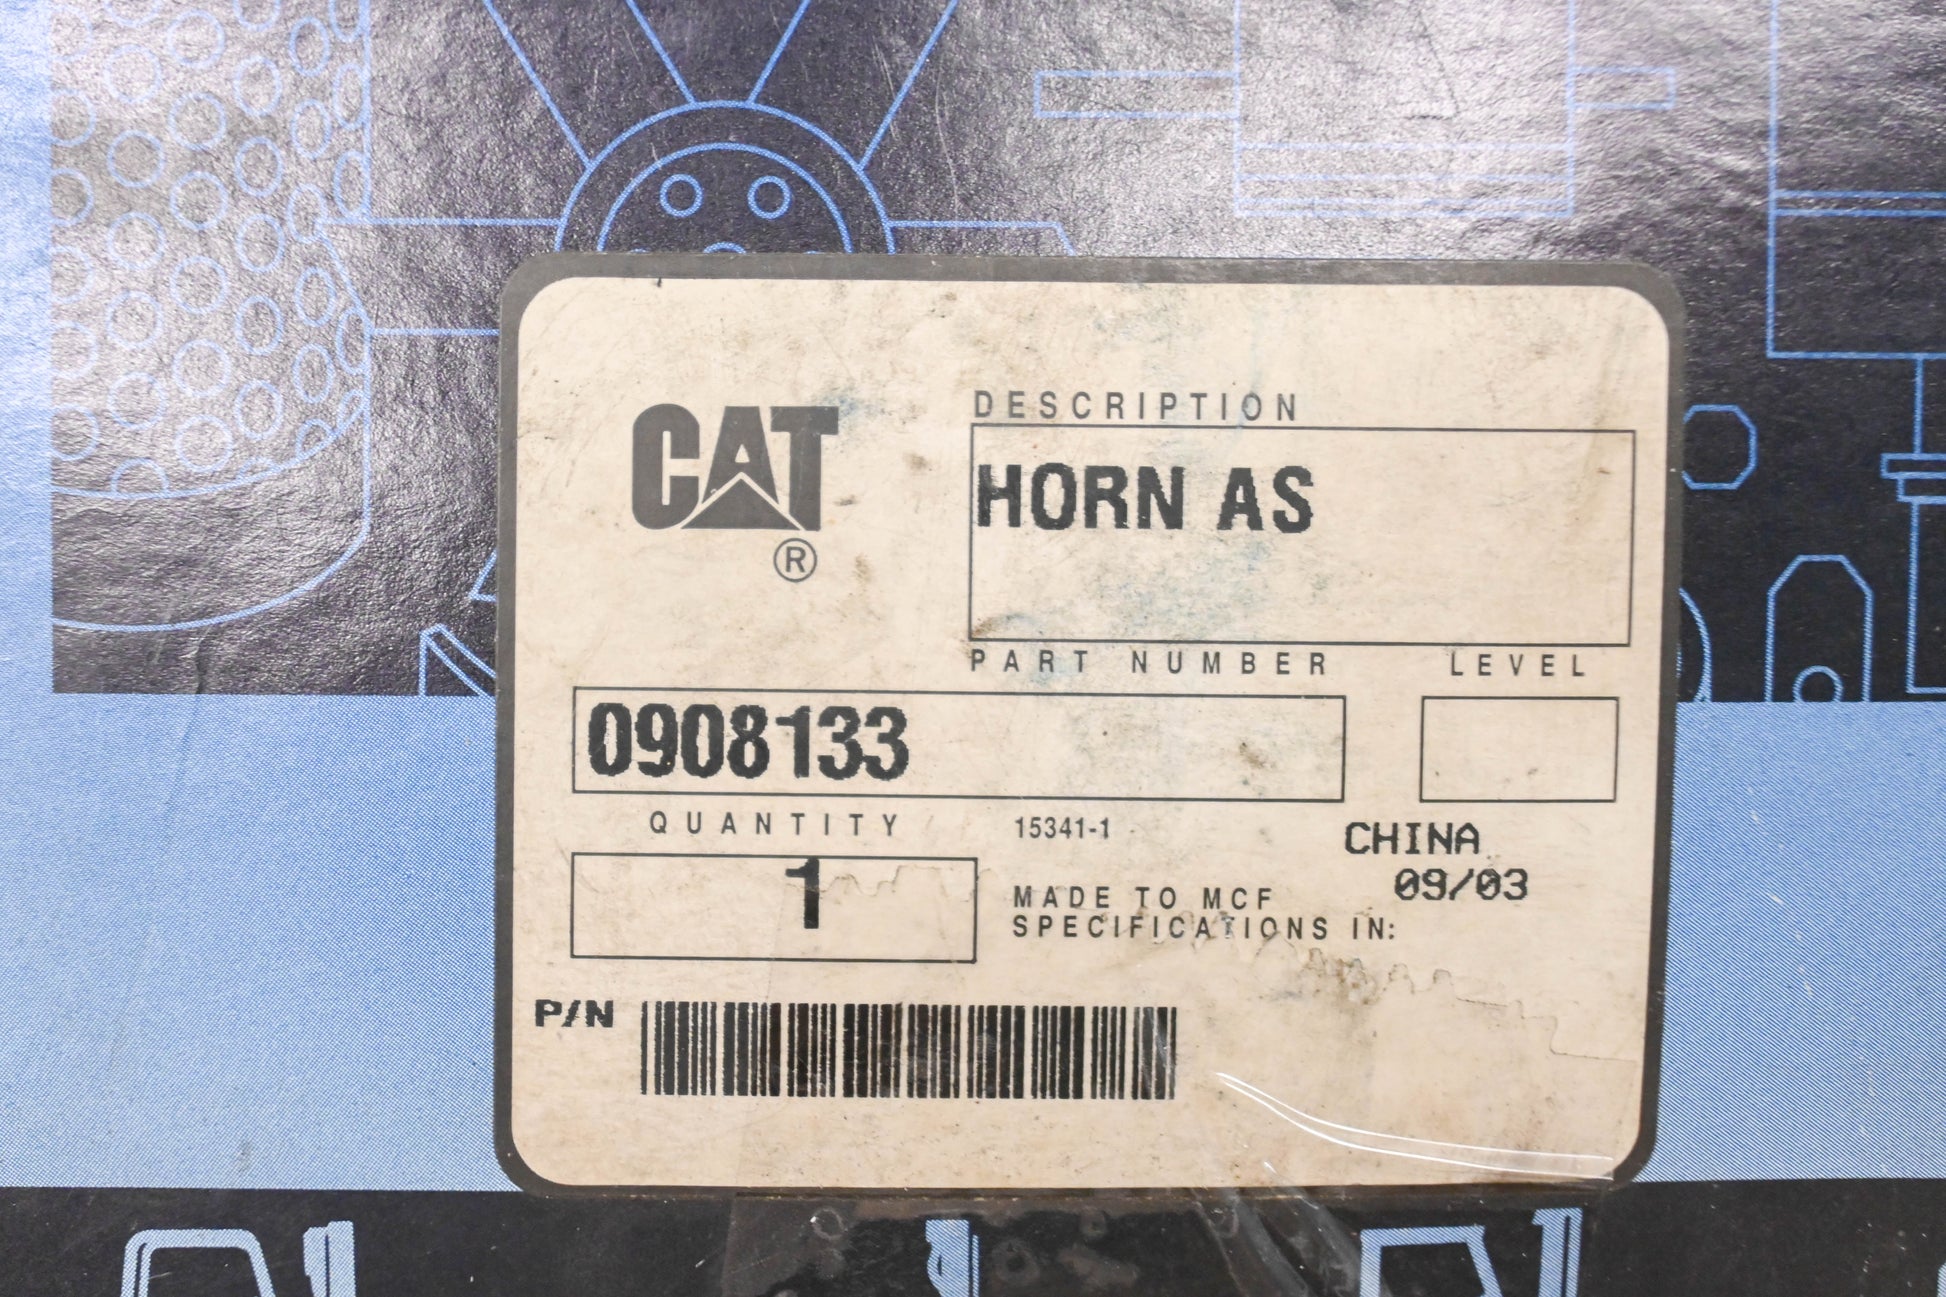 CAT
®
DESCRIPTION
HORN AS
PART NUMBER LEVEL
0908133
QUANTITY 15341-1 CHINA
09/03
1
MADE TO MCF
SPECIFICATIONS IN:
P/N